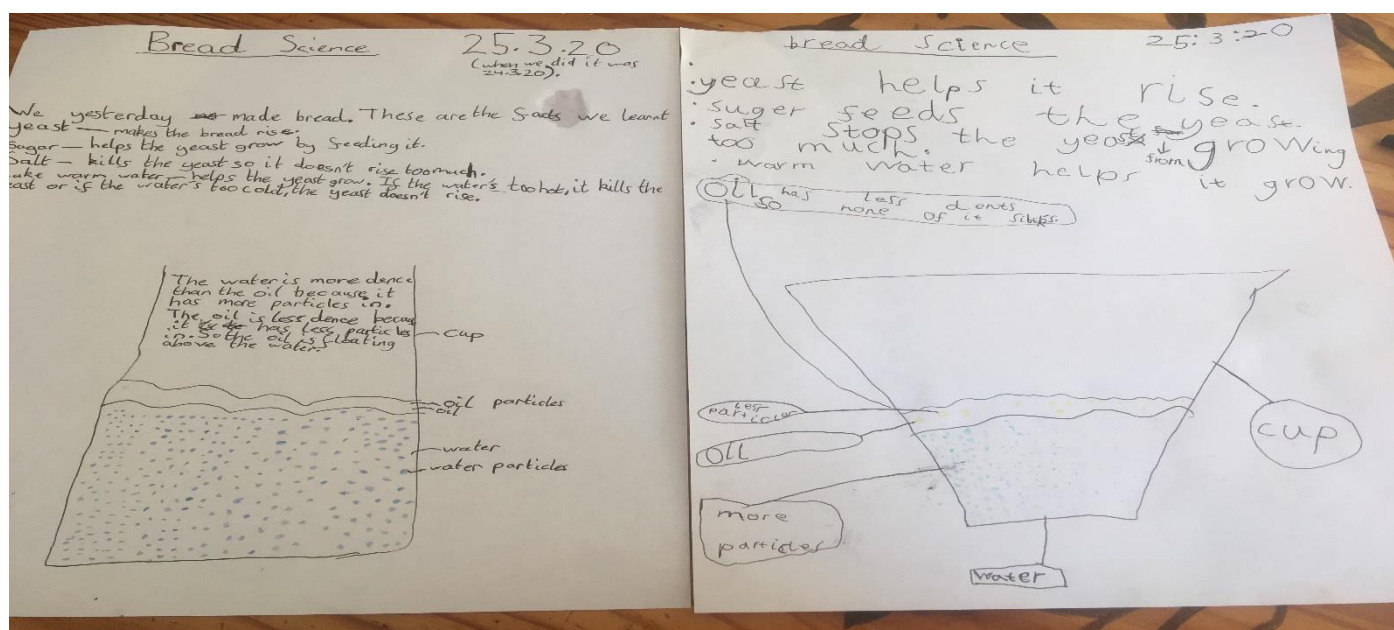 Bread Science
25.3.20
(when we did it was
24.3.20).
We yesterday made bread. These are the facts we learnt
yeast — makes the bread rise.
Sugar — helps the yeast grow by feeding it.
Salt — kills the yeast so it doesn't rise too much.
warm water — helps the yeast grow. If the water's too hot, it kills the
or if the water's too cold, the yeast doesn't rise.
The water is more dence
than the oil because it
has more particles in.
The oil is less dence becau
it has less particles
in. So the oil is floating
above the water.
cup
oil particles
oil
water
water particles
bread Science
25:3:20
· yeast helps it rise.
· suger feeds the yeast.
· salt stops the yeast growing
from
too much.
· warm water helps it grow.
OIL has less dents
so none of it
less
particles
OIL
more
particles
water
cup